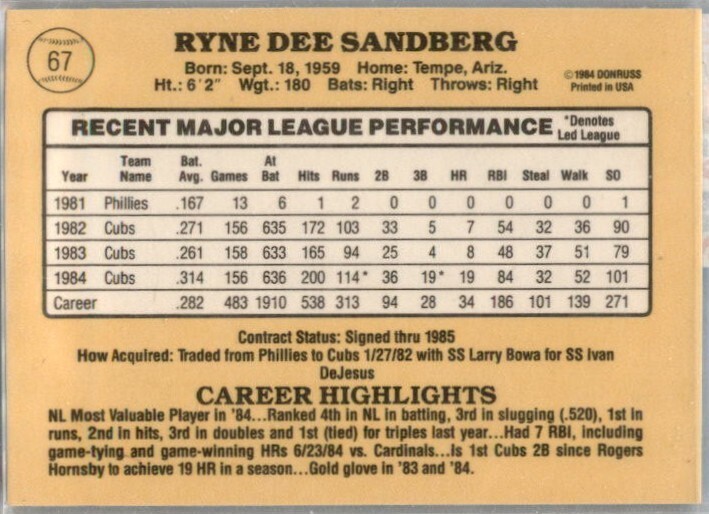 67
RYNE DEE SANDBERG
Born: Sept. 18, 1959 Home: Tempe, Ariz.
Ht.: 6'2" Wgt.: 180 Bats: Right Throws: Right
©1984 DONRUSS
Printed in USA
RECENT MAJOR LEAGUE PERFORMANCE *Denotes Led League
Year Team Name Bat. Avg. Games At Bat Hits Runs 2B 3B HR RBI Steal Walk SO
1981 Phillies .167 13 6 1 2 0 0 0 0 0 0 1
1982 Cubs .271 156 635 172 103 33 5 7 54 32 36 90
1983 Cubs .261 158 633 165 94 25 4 8 48 37 51 79
1984 Cubs .314 156 636 200 114* 36 19* 19 84 32 52 101
Career .282 483 1910 538 313 94 28 34 186 101 139 271
Contract Status: Signed thru 1985
How Acquired: Traded from Phillies to Cubs 1/27/82 with SS Larry Bowa for SS Ivan
DeJesus
CAREER HIGHLIGHTS
NL Most Valuable Player in '84...Ranked 4th in NL in batting, 3rd in slugging (.520), 1st in
runs, 2nd in hits, 3rd in doubles and 1st (tied) for triples last year...Had 7 RBI, including
game-tying and game-winning HRs 6/23/84 vs. Cardinals...Is 1st Cubs 2B since Rogers
Hornsby to achieve 19 HR in a season...Gold glove in '83 and '84.